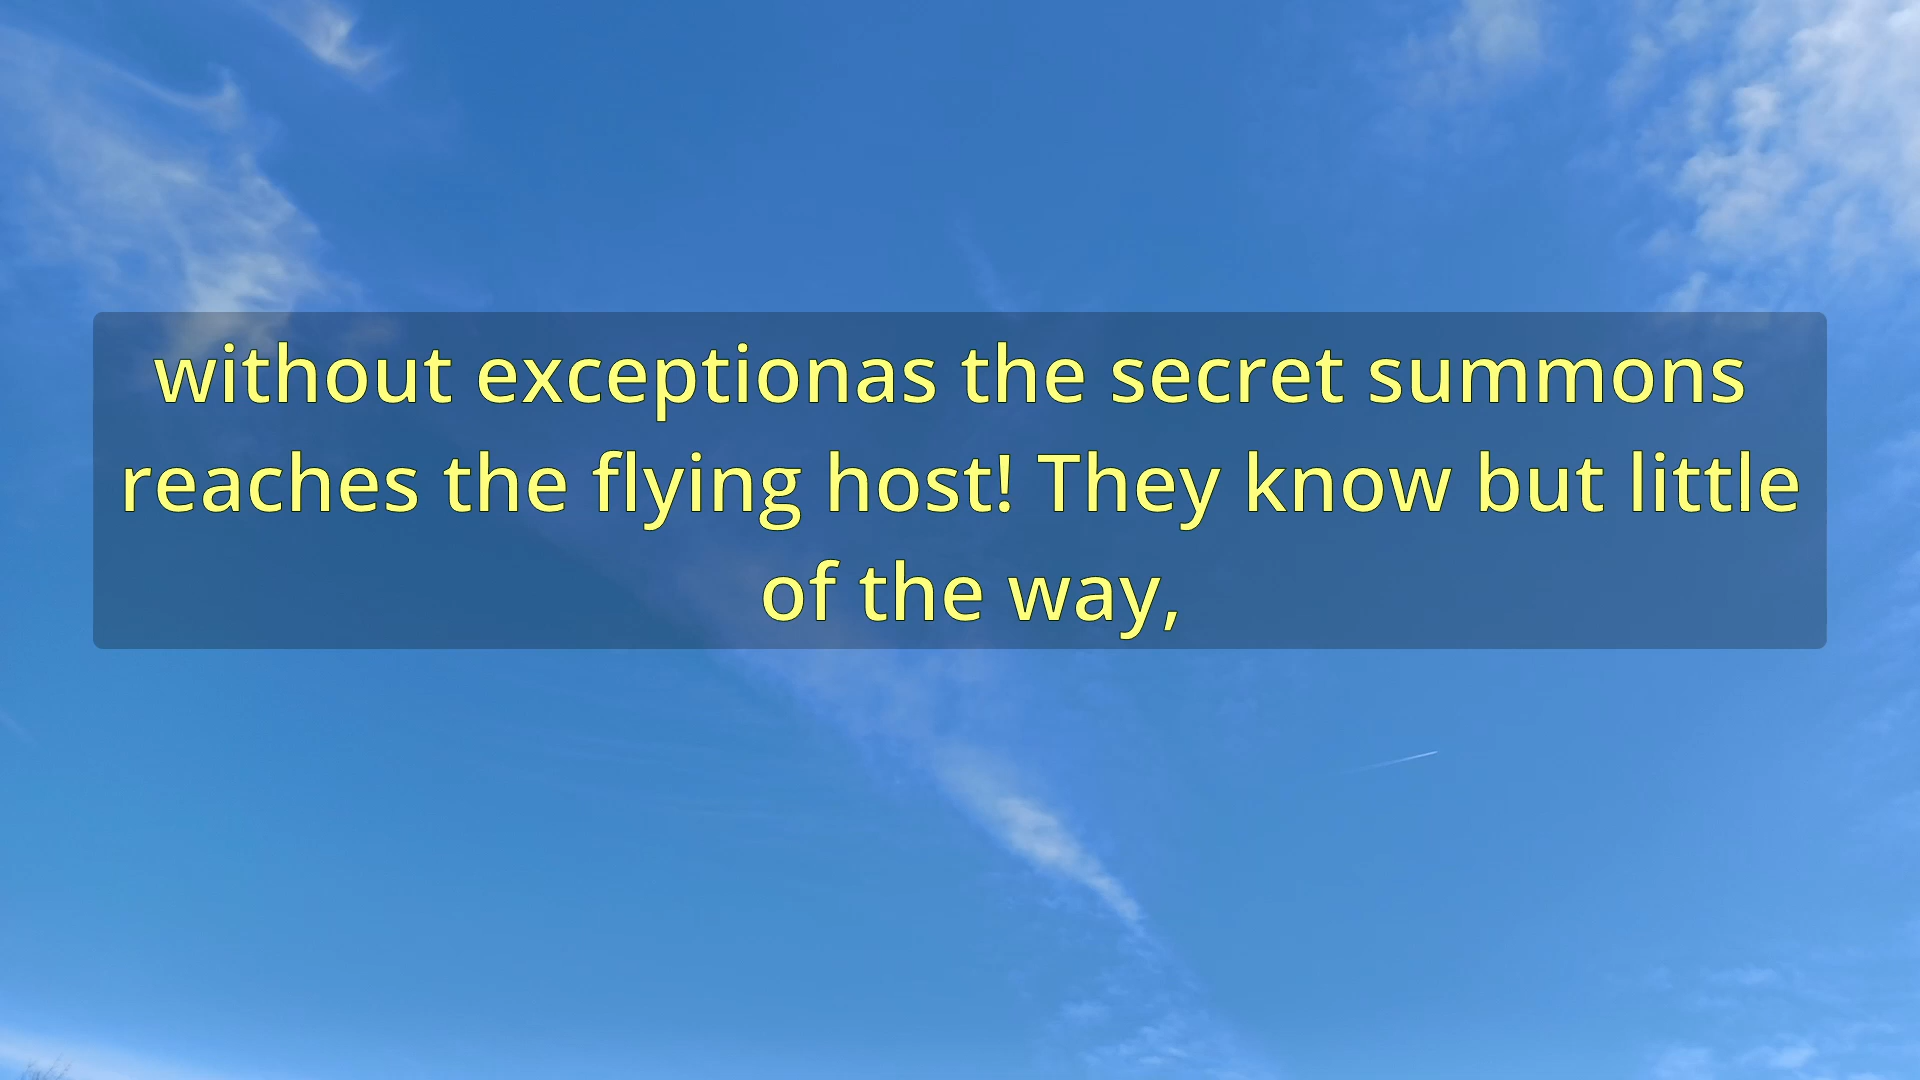 without exceptionas the secret summons
reaches the flying host! They know but little
of the way,